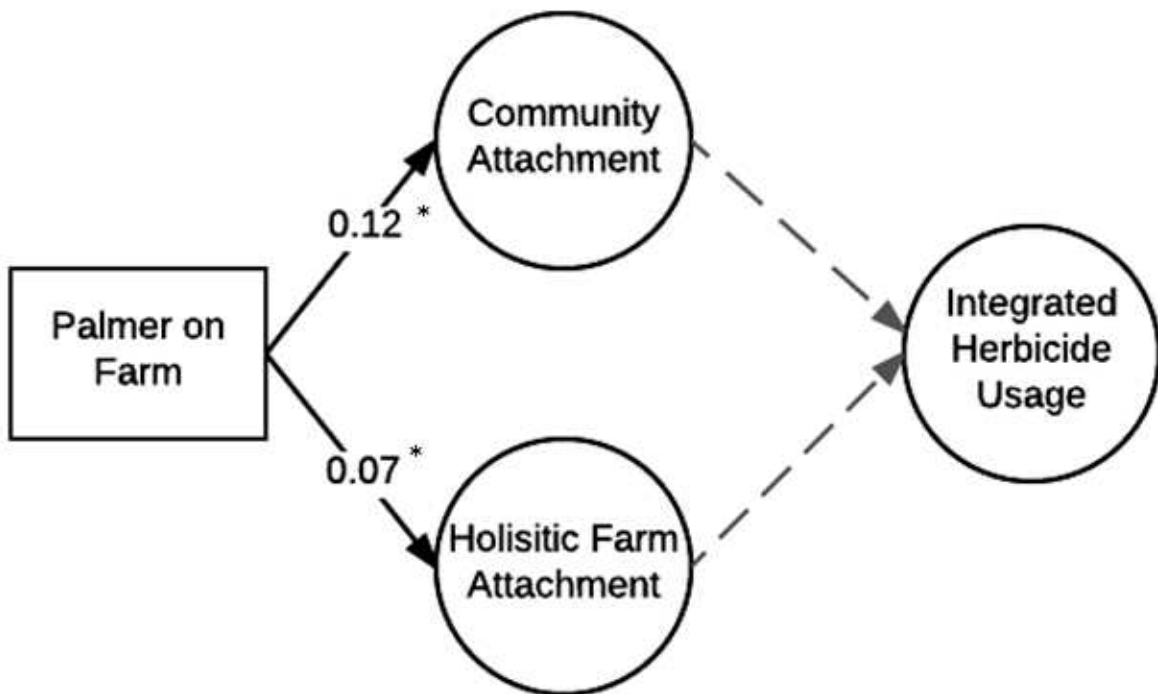 Community
Attachment
0.12 *
Palmer on
Farm
Integrated
Herbicide
Usage
0.07 *
Holisitic Farm
Attachment